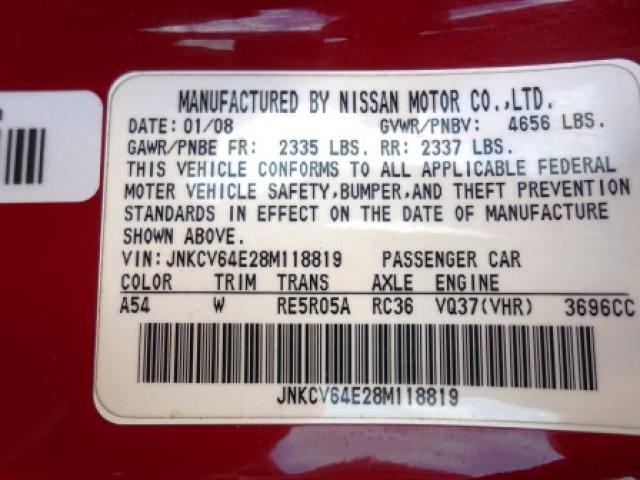 MANUFACTURED BY NISSAN MOTOR CO.,LTD.
DATE: 01/08 GVWR/PNBV: 4656 LBS.
GAWR/PNBE FR: 2335 LBS. RR: 2337 LBS.
THIS VEHICLE CONFORMS TO ALL APPLICABLE FEDERAL
MOTER VEHICLE SAFETY,BUMPER,AND THEFT PREVENTION
STANDARDS IN EFFECT ON THE DATE OF MANUFACTURE
SHOWN ABOVE.
VIN: JNKCV64E28M118819 PASSENGER CAR
COLOR TRIM TRANS AXLE ENGINE
A54 W RE5R05A RC36 VQ37(VHR) 3696CC
JNKCV64E28M118819